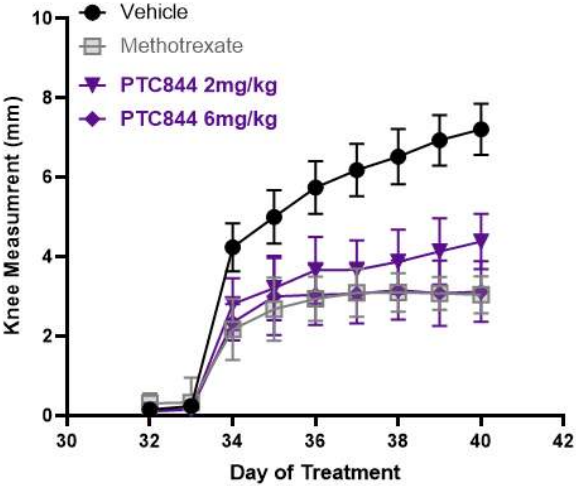 Vehicle
Methotrexate
PTC844 2mg/kg
PTC844 6mg/kg
Knee Measumrent (mm)
10
8
6
4
2
0
30 32 34 36 38 40 42
Day of Treatment